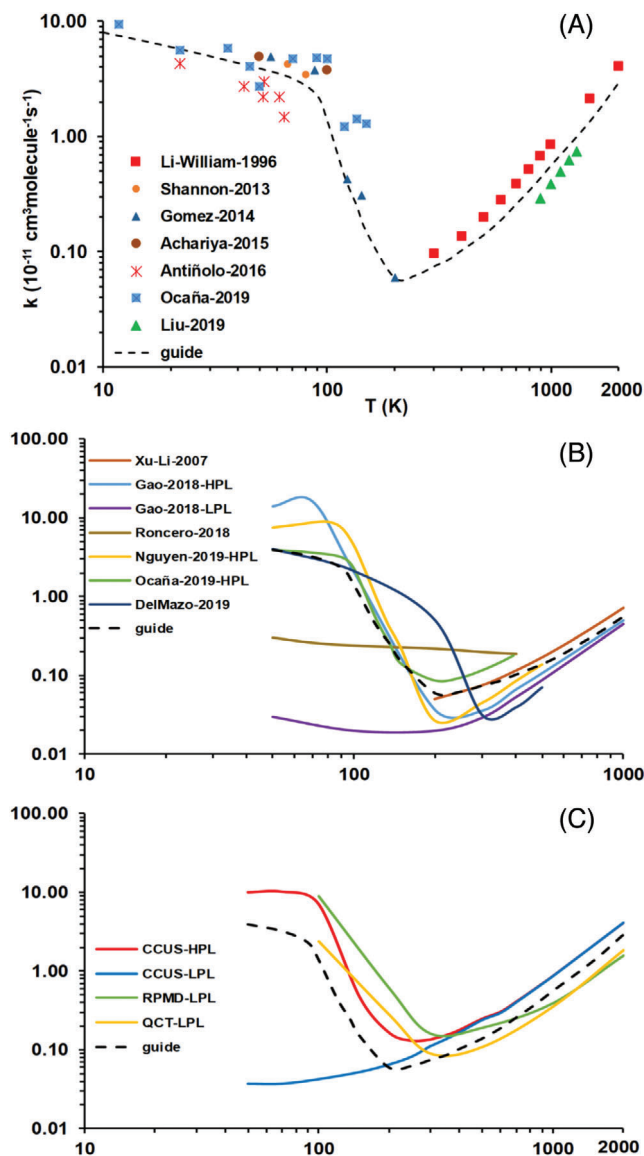 (A)
10.00
1.00
0.10
0.01
k (10⁻¹¹ cm³molecule⁻¹s⁻¹)
Li-William-1996
Shannon-2013
Gomez-2014
Achariya-2015
Antiñolo-2016
Ocaña-2019
Liu-2019
guide
10 100 1000 2000
T (K)
(B)
100.00
10.00
1.00
0.10
0.01
Xu-Li-2007
Gao-2018-HPL
Gao-2018-LPL
Roncero-2018
Nguyen-2019-HPL
Ocaña-2019-HPL
DelMazo-2019
guide
10 100 1000
(C)
100.00
10.00
1.00
0.10
0.01
CCUS-HPL
CCUS-LPL
RPMD-LPL
QCT-LPL
guide
10 100 1000 2000